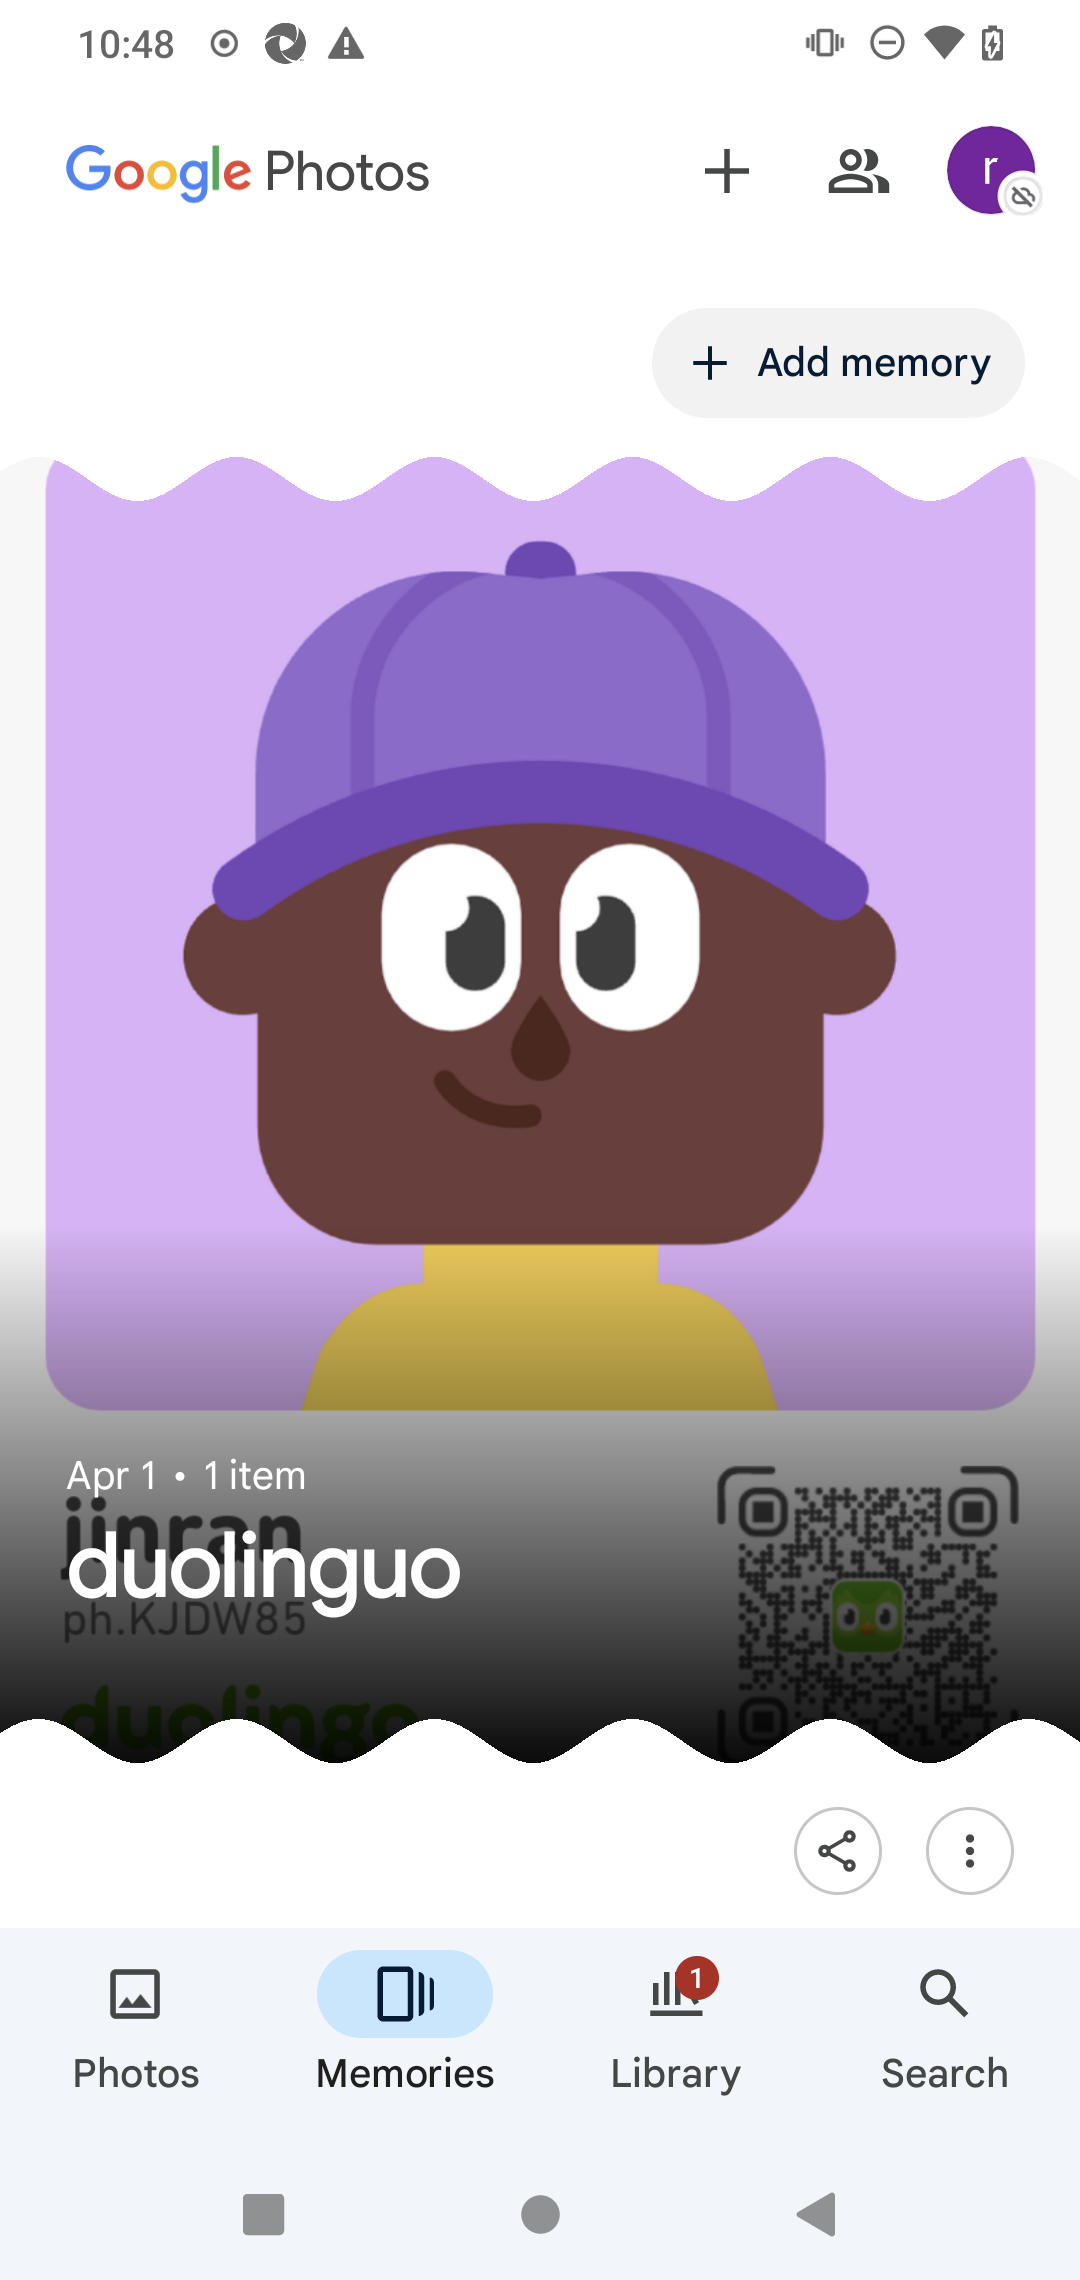 10:48
Google Photos
r
Add memory
Apr 1 • 1 item
jinran
duolinguo
ph.KJDW85
duolingo
1
Photos
Memories
Library
Search